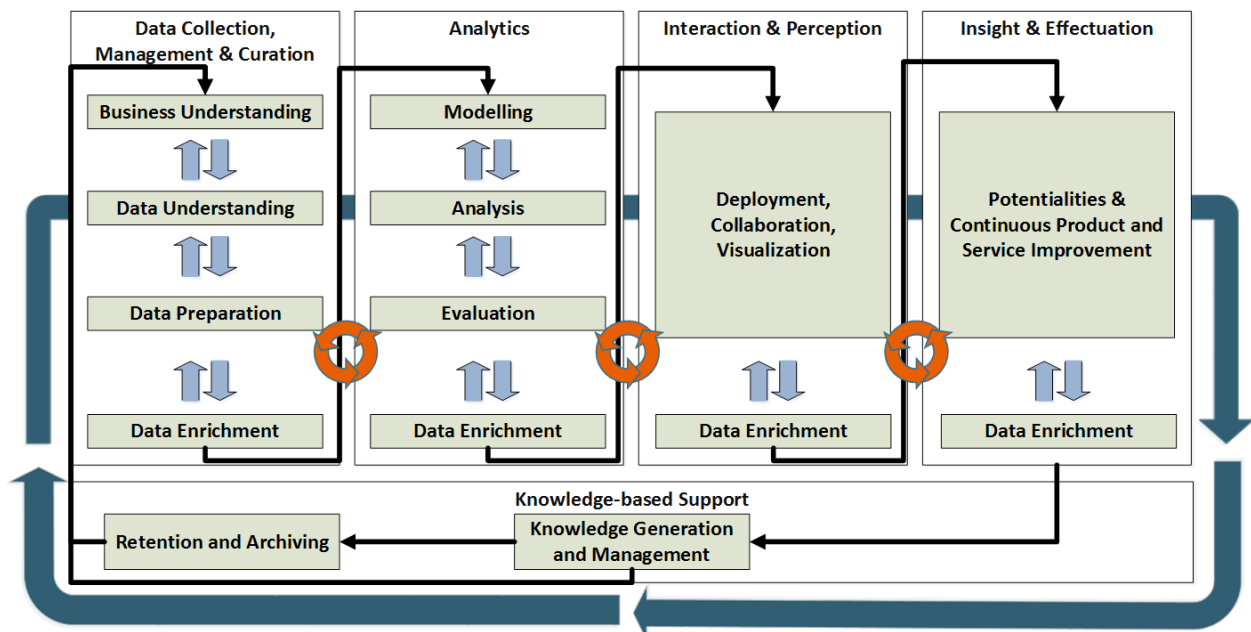 Data Collection,
Management & Curation
Business Understanding
Data Understanding
Data Preparation
Data Enrichment
Analytics
Modelling
Analysis
Evaluation
Data Enrichment
Interaction & Perception
Deployment,
Collaboration,
Visualization
Data Enrichment
Insight & Effectuation
Potentialities &
Continuous Product and
Service Improvement
Data Enrichment
Knowledge-based Support
Retention and Archiving
Knowledge Generation
and Management